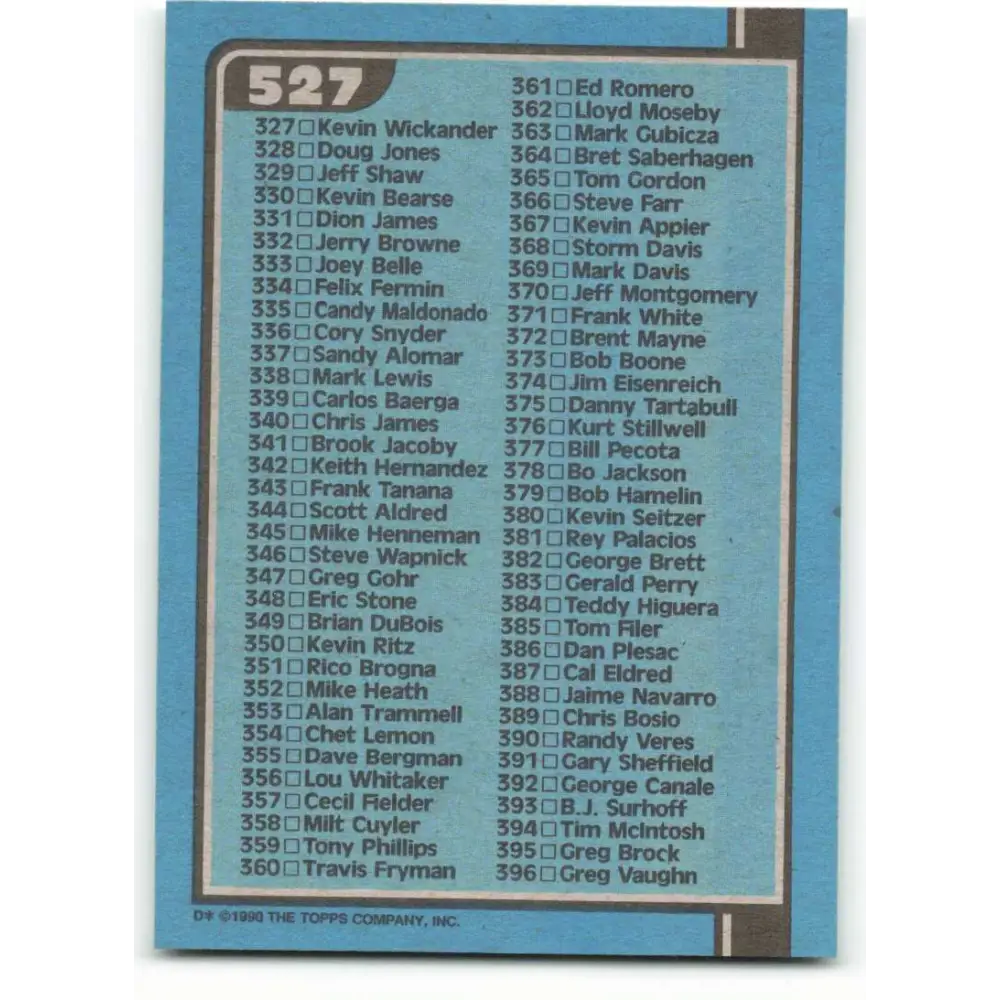 527
327□Kevin Wickander
328□Doug Jones
329□Jeff Shaw
330□Kevin Bearse
331□Dion James
332□Jerry Browne
333□Joey Belle
334□Felix Fermin
335□Candy Maldonado
336□Cory Snyder
337□Sandy Alomar
338□Mark Lewis
339□Carlos Baerga
340□Chris James
341□Brook Jacoby
342□Keith Hernandez
343□Frank Tanana
344□Scott Aldred
345□Mike Henneman
346□Steve Wapnick
347□Greg Gohr
348□Eric Stone
349□Brian DuBois
350□Kevin Ritz
351□Rico Brogna
352□Mike Heath
353□Alan Trammell
354□Chet Lemon
355□Dave Bergman
356□Lou Whitaker
357□Cecil Fielder
358□Milt Cuyler
359□Tony Phillips
360□Travis Fryman
361□Ed Romero
362□Lloyd Moseby
363□Mark Gubicza
364□Bret Saberhagen
365□Tom Gordon
366□Steve Farr
367□Kevin Appier
368□Storm Davis
369□Mark Davis
370□Jeff Montgomery
371□Frank White
372□Brent Mayne
373□Bob Boone
374□Jim Eisenreich
375□Danny Tartabull
376□Kurt Stillwell
377□Bill Pecota
378□Bo Jackson
379□Bob Hamelin
380□Kevin Seitzer
381□Rey Palacios
382□George Brett
383□Gerald Perry
384□Teddy Higuera
385□Tom Filer
386□Dan Plesac
387□Cal Eldred
388□Jaime Navarro
389□Chris Bosio
390□Randy Veres
391□Gary Sheffield
392□George Canale
393□B.J. Surhoff
394□Tim McIntosh
395□Greg Brock
396□Greg Vaughn
D* ©1990 THE TOPPS COMPANY, INC.